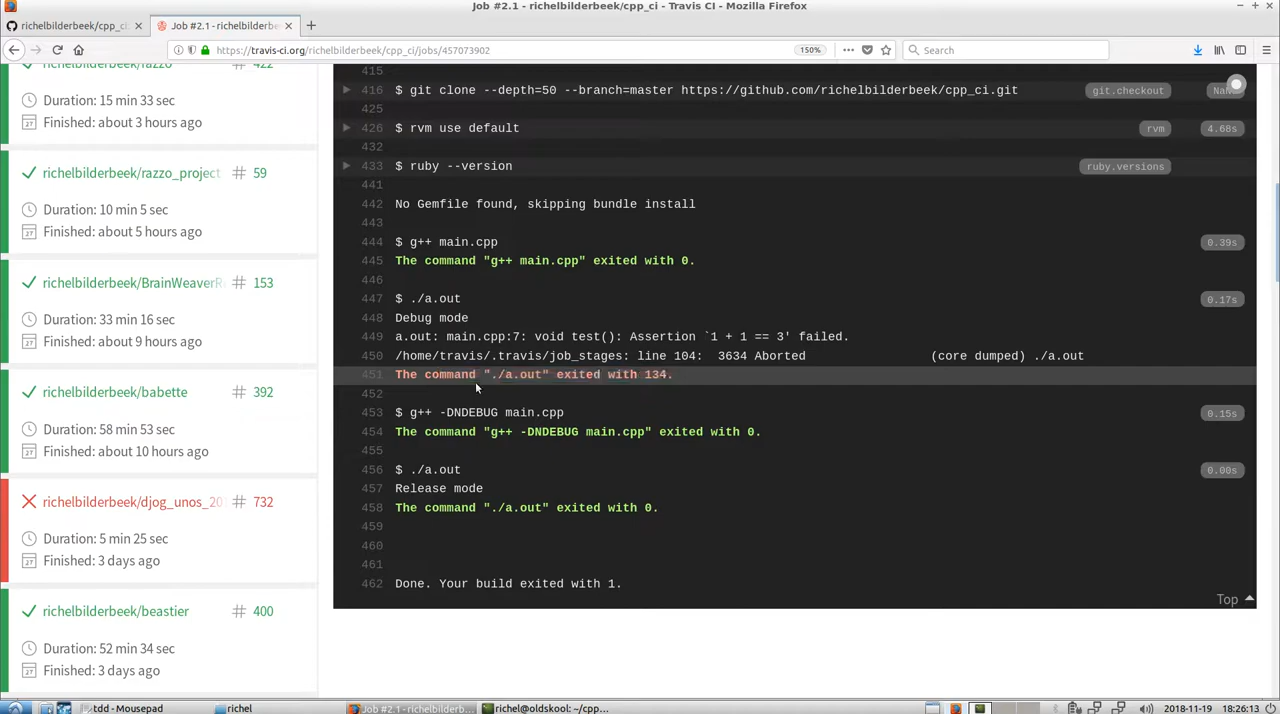 Job #2.1 - richelbilderbeek/cpp_ci - Travis CI - Mozilla Firefox
richelbilderbeek/cpp_ci
Job #2.1 - richelbilderbe
https://travis-ci.org/richelbilderbeek/cpp_ci/jobs/457073902
150%
Search
richelbilderbeek/razzo # 422
Duration: 15 min 33 sec
Finished: about 3 hours ago
richelbilderbeek/razzo_project # 59
Duration: 10 min 5 sec
Finished: about 5 hours ago
richelbilderbeek/BrainWeaverR # 153
Duration: 33 min 16 sec
Finished: about 9 hours ago
richelbilderbeek/babette # 392
Duration: 58 min 53 sec
Finished: about 10 hours ago
richelbilderbeek/djog_unos_20 # 732
Duration: 5 min 25 sec
Finished: 3 days ago
richelbilderbeek/beastier # 400
Duration: 52 min 34 sec
Finished: 3 days ago
415
416 $ git clone --depth=50 --branch=master https://github.com/richelbilderbeek/cpp_ci.git git.checkout
425
426 $ rvm use default rvm 4.68s
432
433 $ ruby --version ruby.versions
441
442 No Gemfile found, skipping bundle install
443
444 $ g++ main.cpp 0.39s
445 The command "g++ main.cpp" exited with 0.
446
447 $ ./a.out 0.17s
448 Debug mode
449 a.out: main.cpp:7: void test(): Assertion `1 + 1 == 3' failed.
450 /home/travis/.travis/job_stages: line 104:  3634 Aborted (core dumped) ./a.out
451 The command "./a.out" exited with 134.
452
453 $ g++ -DNDEBUG main.cpp 0.15s
454 The command "g++ -DNDEBUG main.cpp" exited with 0.
455
456 $ ./a.out 0.00s
457 Release mode
458 The command "./a.out" exited with 0.
459
460
461
462 Done. Your build exited with 1.
Top
tdd - Mousepad
richel
Job #2.1 - richelbilderb...
richel@oldskool: ~/cpp...
2018-11-19 18:26:13